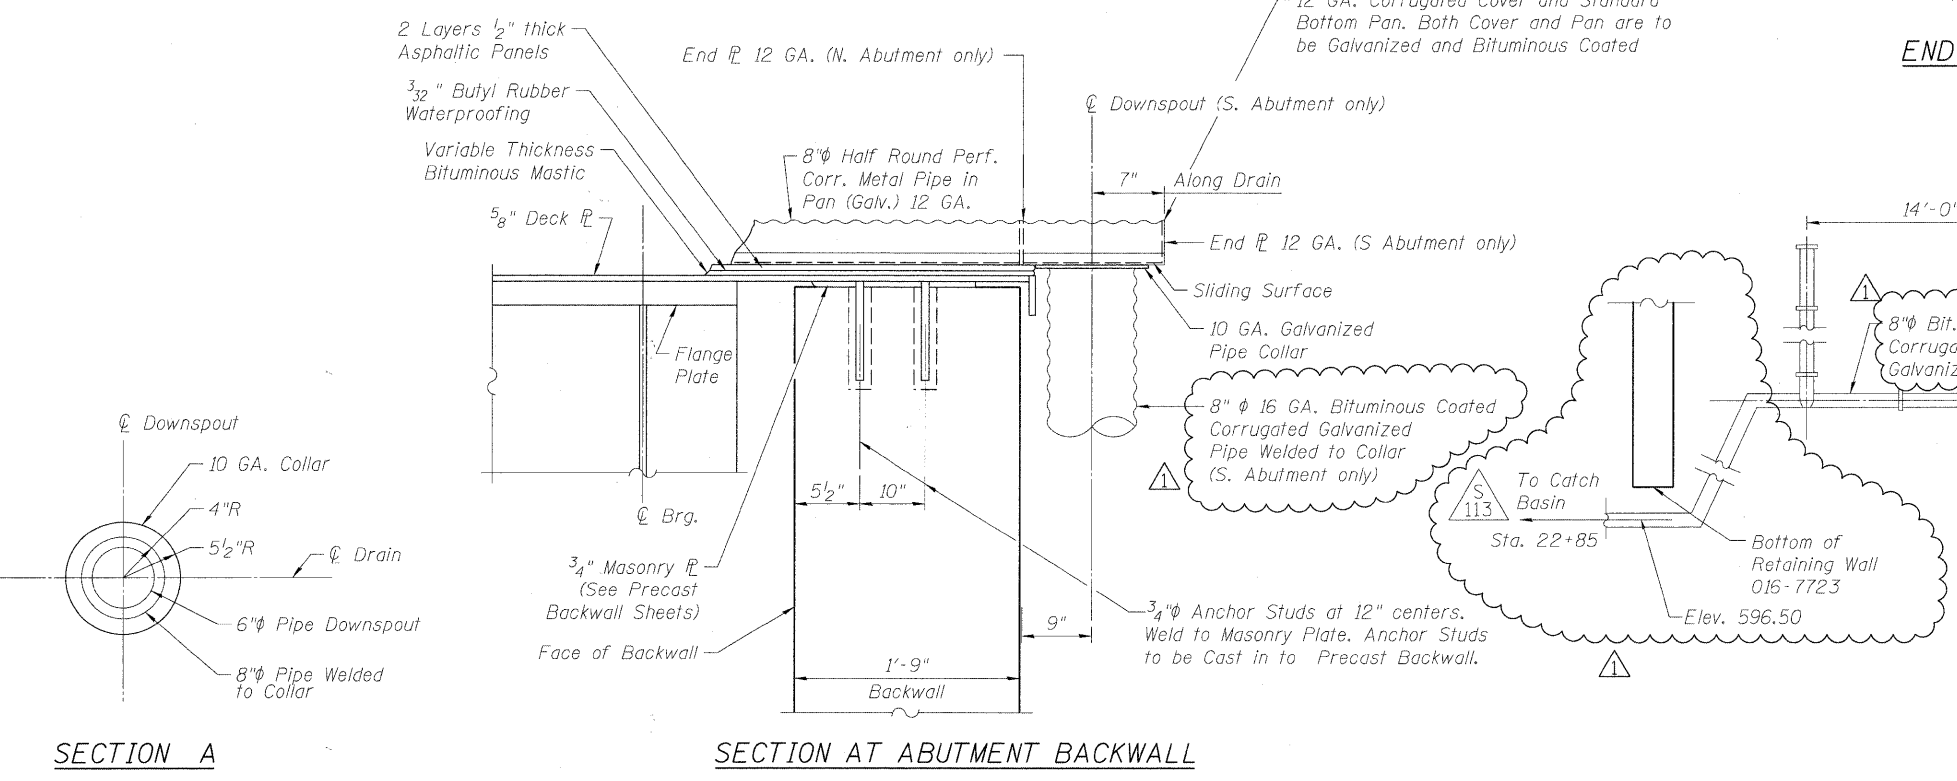 12 GA. Corrugated Cover and Standard
Bottom Pan. Both Cover and Pan are to
be Galvanized and Bituminous Coated
END
2 Layers 1/2" thick
Asphaltic Panels
End ℄ 12 GA. (N. Abutment only)
3/32" Butyl Rubber
Waterproofing
℄ Downspout (S. Abutment only)
Variable Thickness
Bituminous Mastic
8"ϕ Half Round Perf.
Corr. Metal Pipe in
Pan (Galv.) 12 GA.
7"
Along Drain
5/8" Deck ℄
14'-0"
End ℄ 12 GA. (S Abutment only)
Sliding Surface
10 GA. Galvanized
Pipe Collar
1
8"ϕ Bit.
Flange
Plate
8" ϕ 16 GA. Bituminous Coated
Corrugated Galvanized
Pipe Welded to Collar
(S. Abutment only)
1
℄ Downspout
10 GA. Collar
4"R
5 1/2"R
℄ Drain
6"ϕ Pipe Downspout
8"ϕ Pipe Welded
to Collar
5 1/2"
10"
℄ Brg.
3/4" Masonry ℄
(See Precast
Backwall Sheets)
Face of Backwall
9"
1'-9"
Backwall
3/4"ϕ Anchor Studs at 12" centers.
Weld to Masonry Plate. Anchor Studs
to be Cast in to Precast Backwall.
S
113
To Catch
Basin
Sta. 22+85
Bottom of
Retaining Wall
016-7723
Elev. 596.50
1
SECTION A
SECTION AT ABUTMENT BACKWALL